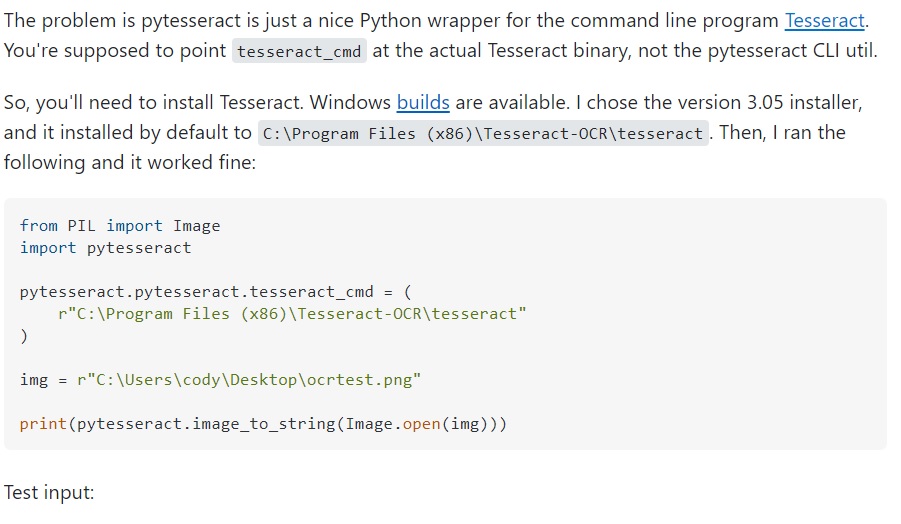 The problem is pytesseract is just a nice Python wrapper for the command line program Tesseract.
You're supposed to point tesseract_cmd at the actual Tesseract binary, not the pytesseract CLI util.
So, you'll need to install Tesseract. Windows builds are available. I chose the version 3.05 installer,
and it installed by default to C:\Program Files (x86)\Tesseract-OCR\tesseract. Then, I ran the
following and it worked fine:
from PIL import Image
import pytesseract
pytesseract.pytesseract.tesseract_cmd = (
    r"C:\Program Files (x86)\Tesseract-OCR\tesseract"
)
img = r"C:\Users\cody\Desktop\ocrtest.png"
print(pytesseract.image_to_string(Image.open(img)))
Test input: